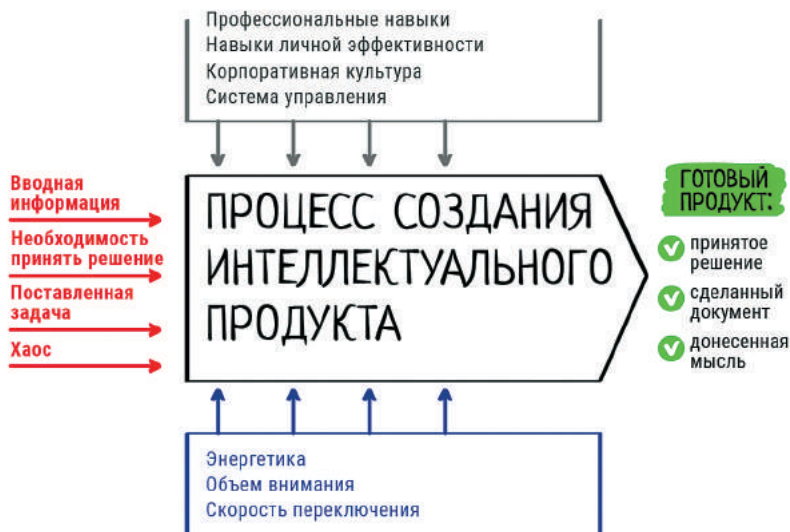 Профессиональные навыки
Навыки личной эффективности
Корпоративная культура
Система управления
Вводная
информация
Необходимость
принять решение
Поставленная
задача
Хаос
ПРОЦЕСС СОЗДАНИЯ
ИНТЕЛЛЕКТУАЛЬНОГО
ПРОДУКТА
ГОТОВЫЙ
ПРОДУКТ:
принятое
решение
сделанный
документ
донесенная
мысль
Энергетика
Объем внимания
Скорость переключения